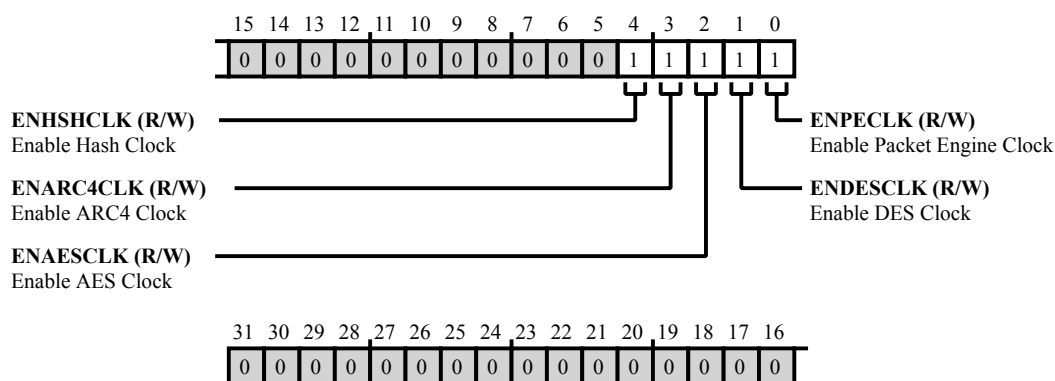 15 14 13 12 11 10 9 8 7 6 5 4 3 2 1 0
0 0 0 0 0 0 0 0 0 0 0 1 1 1 1 1
ENHSHCLK (R/W)
Enable Hash Clock
ENPECLK (R/W)
Enable Packet Engine Clock
ENARC4CLK (R/W)
Enable ARC4 Clock
ENDESCLK (R/W)
Enable DES Clock
ENAESCLK (R/W)
Enable AES Clock
31 30 29 28 27 26 25 24 23 22 21 20 19 18 17 16
0 0 0 0 0 0 0 0 0 0 0 0 0 0 0 0